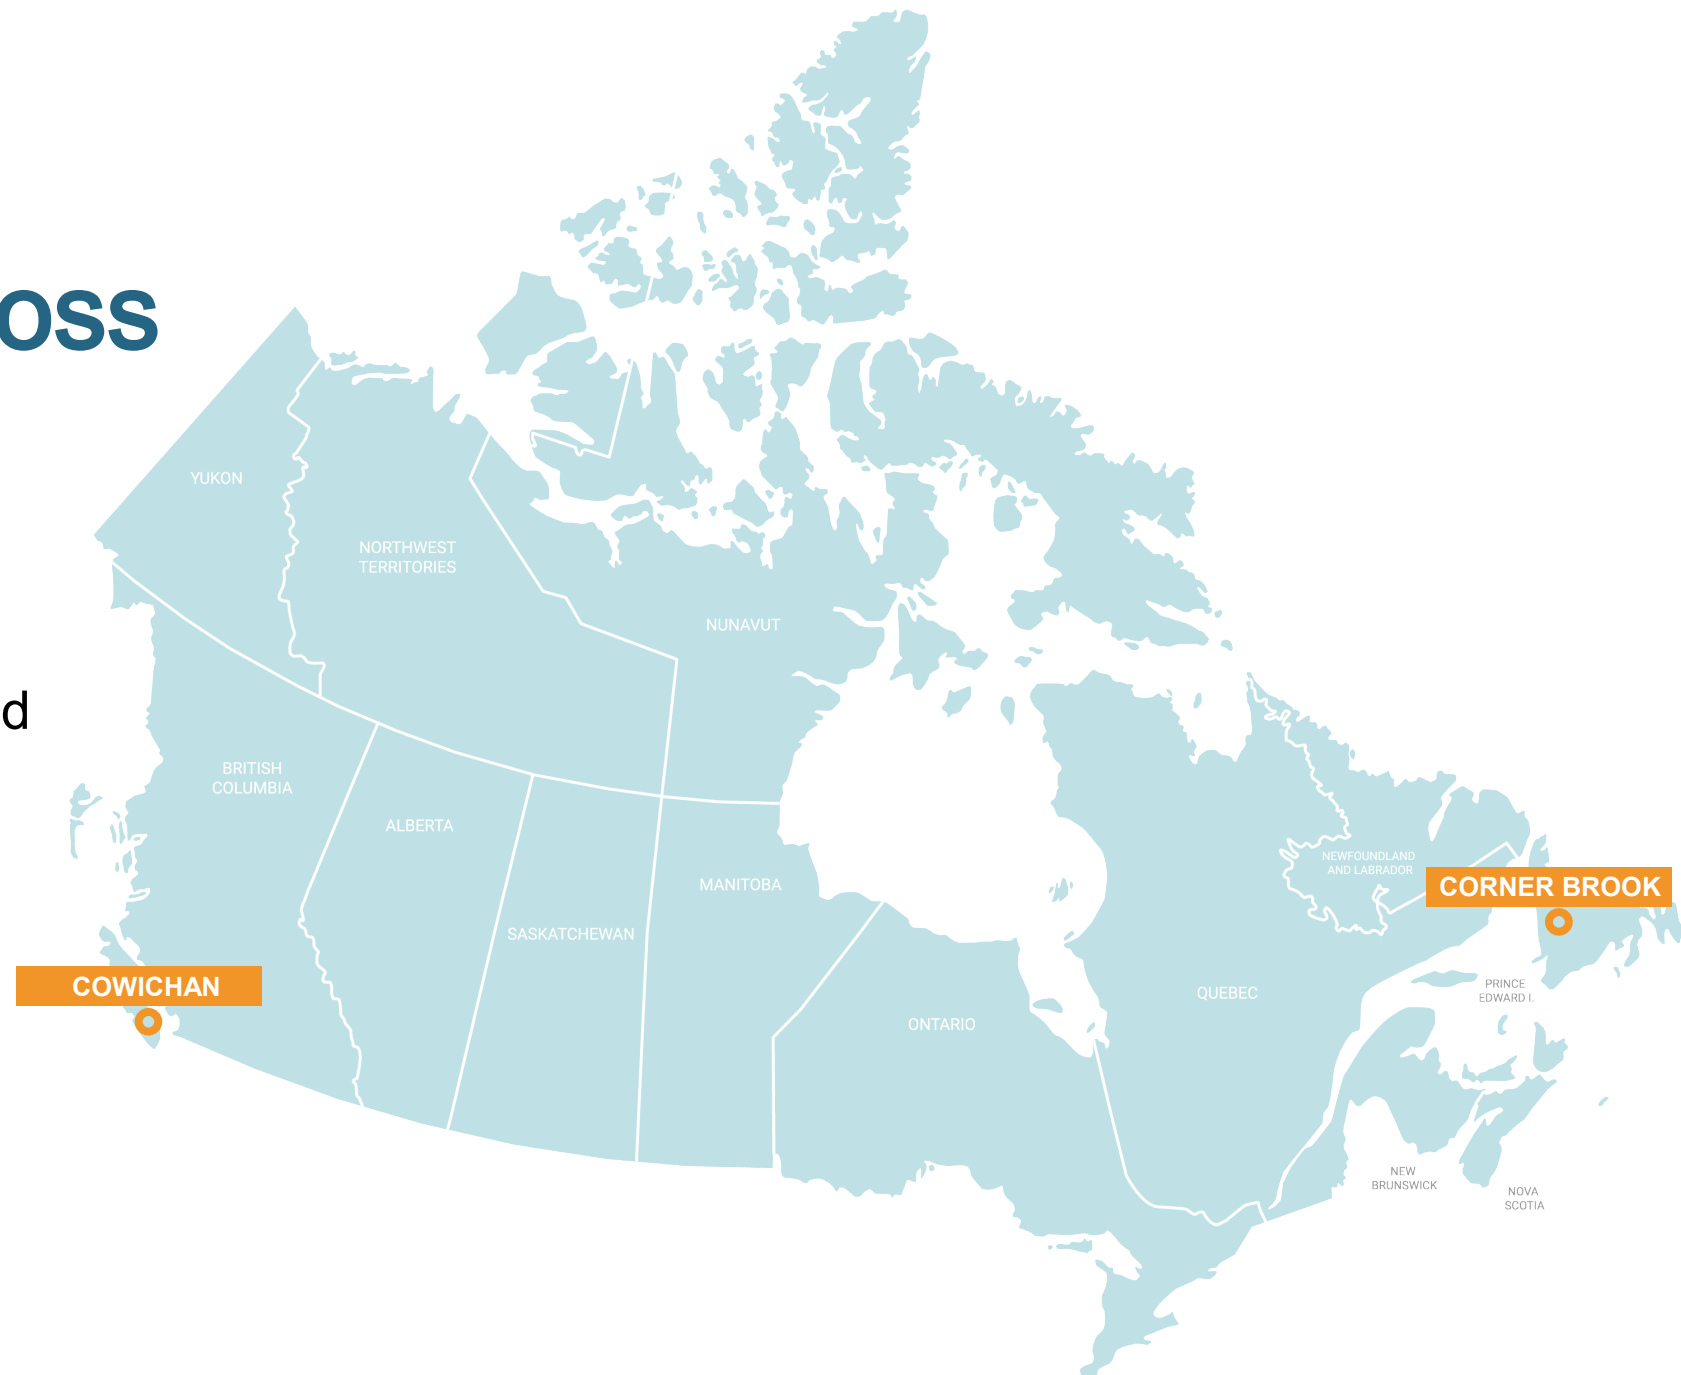 oss
YUKON
NORTHWEST
TERRITORIES
NUNAVUT
d
BRITISH
COLUMBIA
ALBERTA
NEWFOUNDLAND
AND LABRADOR
MANITOBA
CORNER BROOK
SASKATCHEWAN
COWICHAN
PRINCE
EDWARD I.
QUEBEC
ONTARIO
NEW
BRUNSWICK
NOVA
SCOTIA